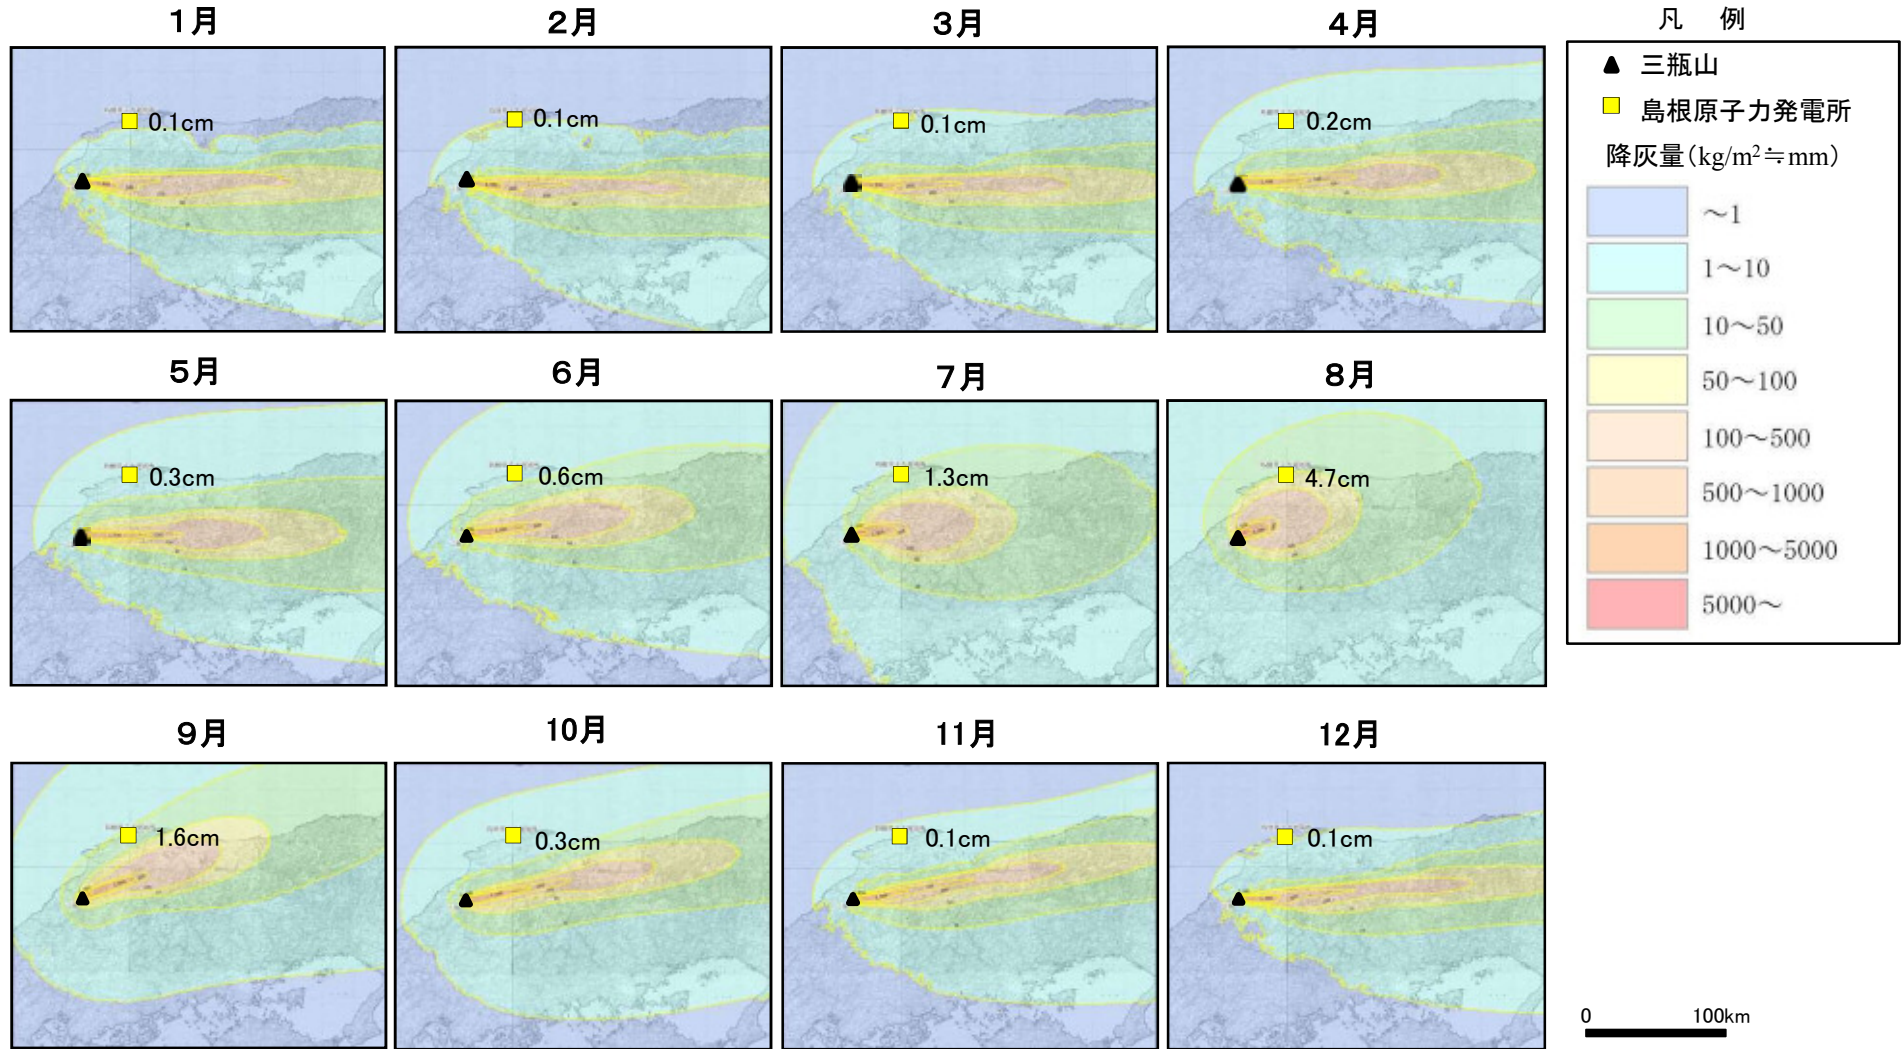 1月
2月
3月
4月
凡　例
0.1cm
0.1cm
0.1cm
0.2cm
三瓶山
島根原子力発電所
降灰量(kg/m²≒mm)
～1
1～10
10～50
50～100
100～500
500～1000
1000～5000
5000～
5月
6月
7月
8月
0.3cm
0.6cm
1.3cm
4.7cm
9月
10月
11月
12月
1.6cm
0.3cm
0.1cm
0.1cm
0 100km